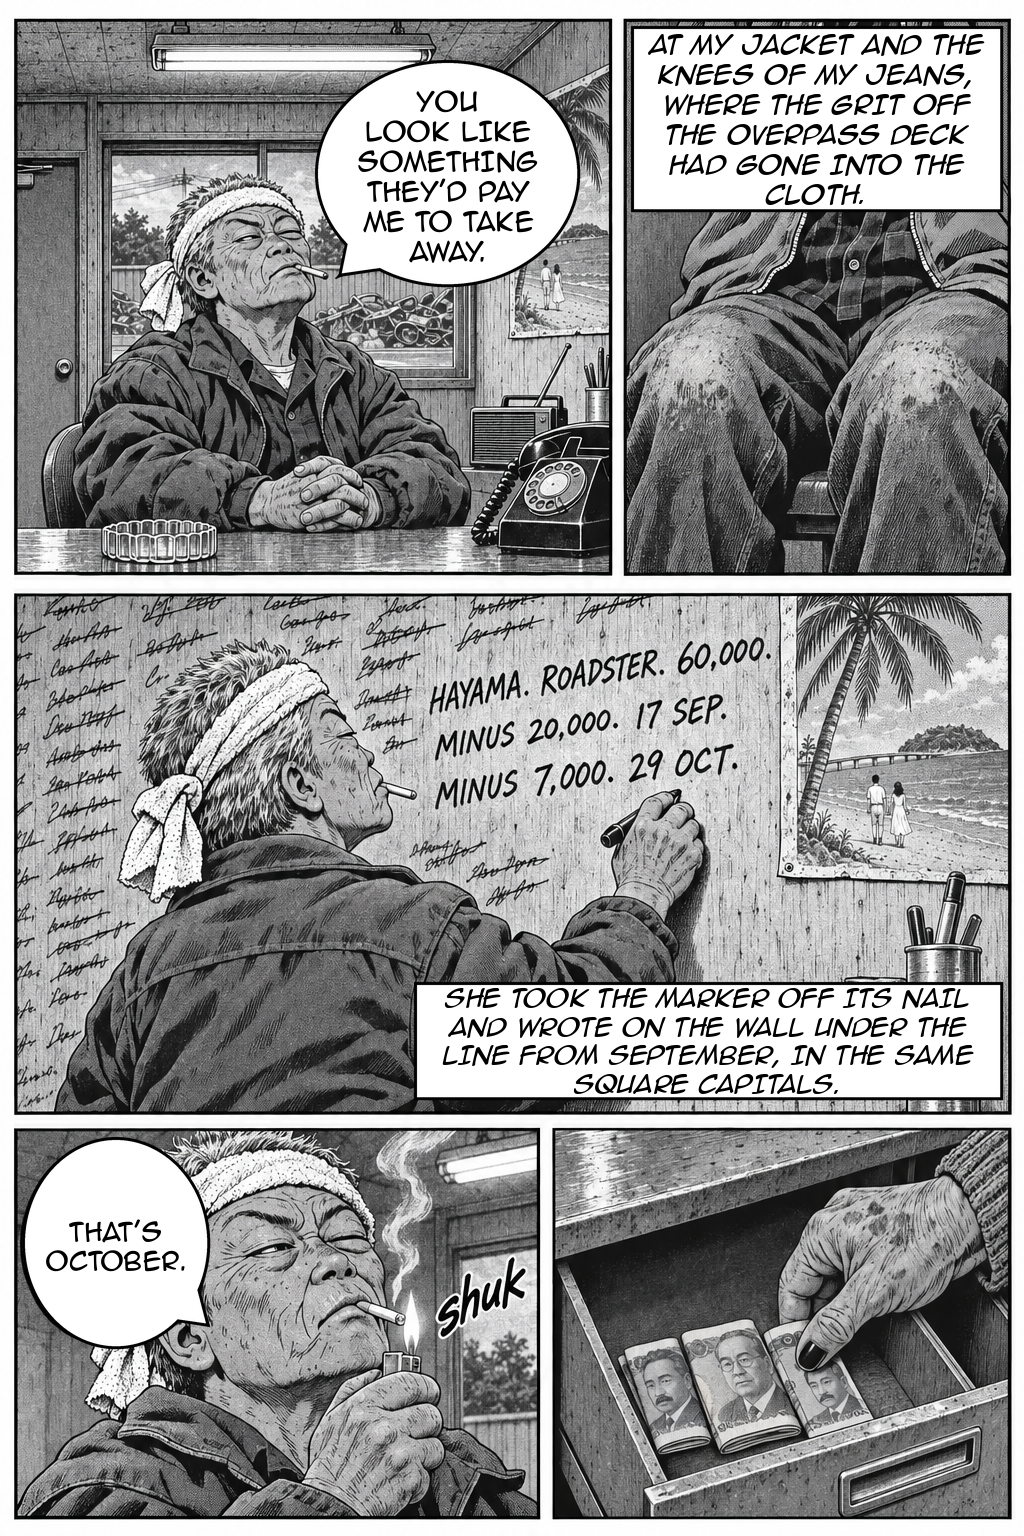 YOU
LOOK LIKE
SOMETHING
THEY'D PAY
ME TO TAKE
AWAY.
AT MY JACKET AND THE
KNEES OF MY JEANS,
WHERE THE GRIT OFF
THE OVERPASS DECK
HAD GONE INTO THE
CLOTH.
HAYAMA. ROADSTER. 60,000.
MINUS 20,000. 17 SEP.
MINUS 7,000. 29 OCT.
SHE TOOK THE MARKER OFF ITS NAIL
AND WROTE ON THE WALL UNDER THE
LINE FROM SEPTEMBER, IN THE SAME
SQUARE CAPITALS.
THAT'S
OCTOBER.
shuk